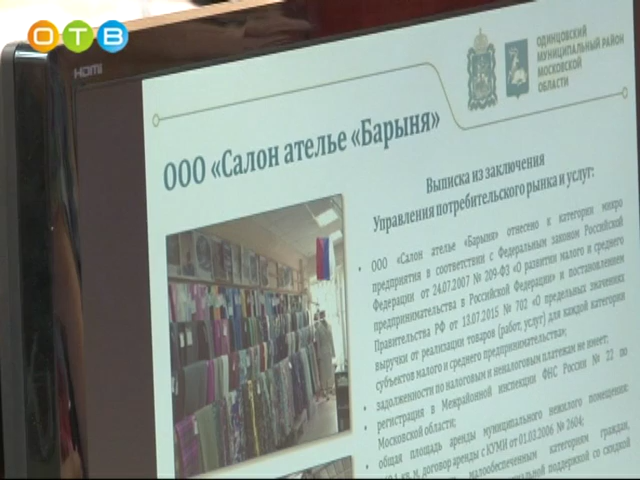 ОТВ
HDMI
ОДИНЦОВСКИЙ
МУНИЦИПАЛЬНЫЙ РАЙОН
МОСКОВСКОЙ
ОБЛАСТИ
ООО «Салон ателье «Барыня»
Выписка из заключения
Управления потребительского рынка и услуг:
• ООО «Салон ателье «Барыня» отнесено к категории микро
предприятия в соответствии с Федеральным законом Российской
Федерации от 24.07.2007 № 209-ФЗ «О развитии малого и среднего
предпринимательства в Российской Федерации» и постановлением
Правительства РФ от 13.07.2015 № 702 «О предельных значениях
выручки от реализации товаров (работ, услуг) для каждой категории
субъектов малого и среднего предпринимательства»;
• задолженности по налоговым и неналоговым платежам не имеет;
• регистрация в Межрайонной инспекции ФНС России № 22 по
Московской области;
• общая площадь аренды муниципального нежилого помещения:
кв. м, договор аренды с КУМИ от 01.03.2006 № 2604;
малообеспеченным категориям граждан,
поддержкой со скидкой